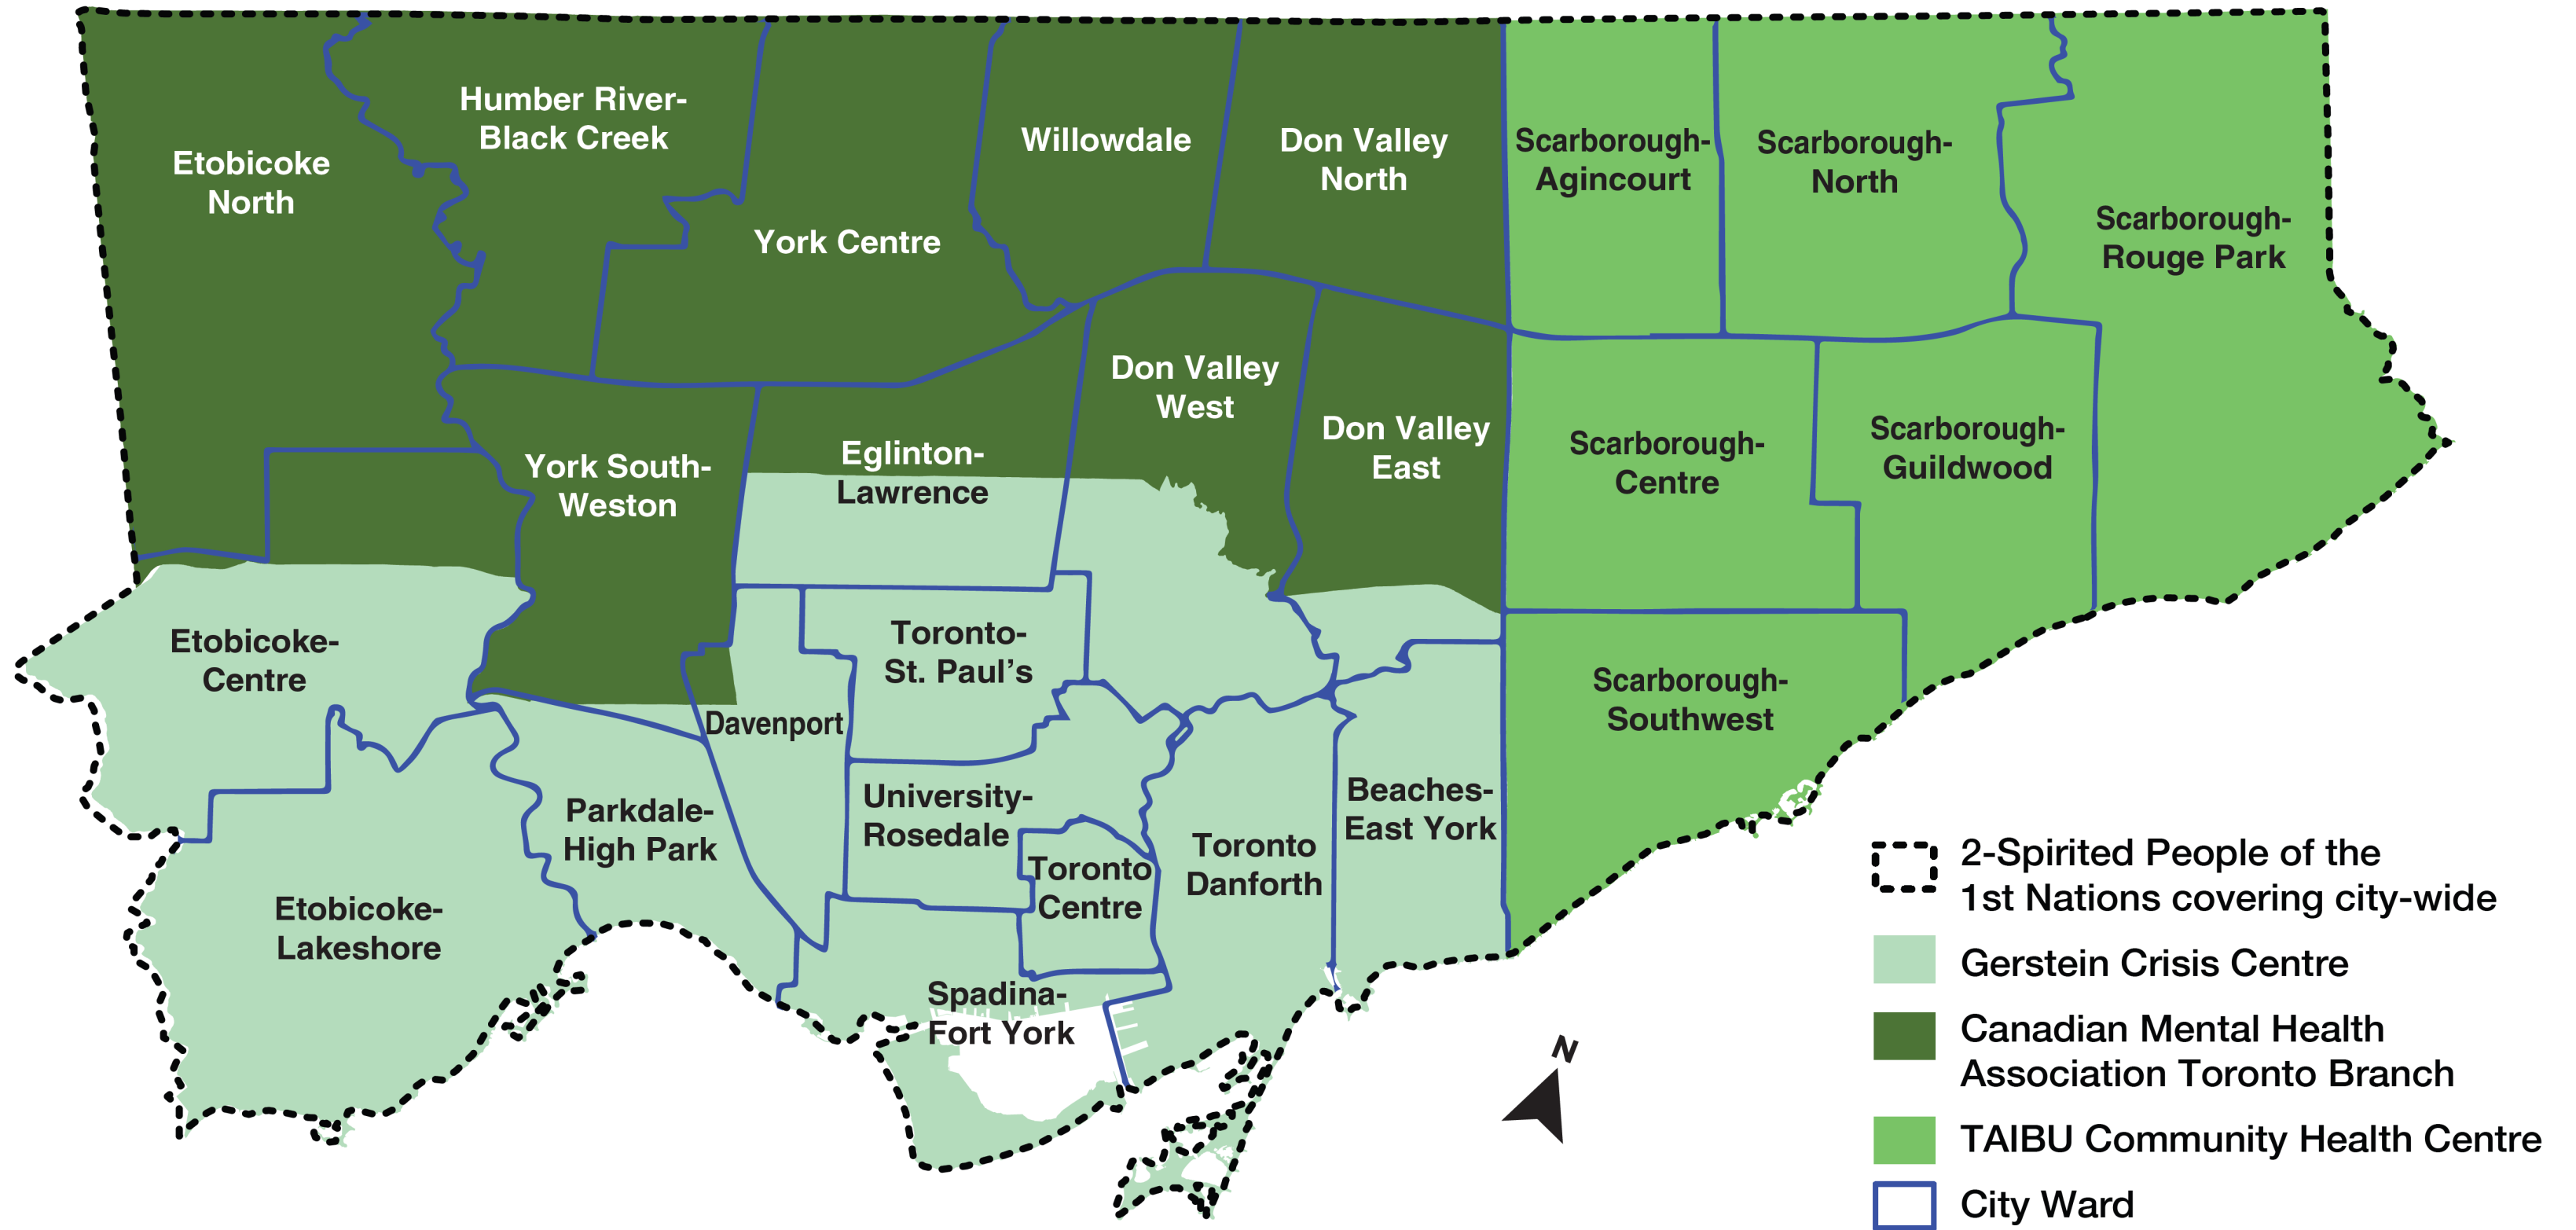 Etobicoke
North
Humber River-
Black Creek
York Centre
Willowdale
Don Valley
North
Scarborough-
Agincourt
Scarborough-
North
Scarborough-
Rouge Park
York South-
Weston
Eglinton-
Lawrence
Don Valley
West
Don Valley
East
Scarborough-
Centre
Scarborough-
Guildwood
Etobicoke-
Centre
Toronto-
St. Paul's
Davenport
Scarborough-
Southwest
Parkdale-
High Park
University-
Rosedale
Toronto
Centre
Toronto
Danforth
Beaches-
East York
Etobicoke-
Lakeshore
Spadina-
Fort York
N
2-Spirited People of the
1st Nations covering city-wide
Gerstein Crisis Centre
Canadian Mental Health
Association Toronto Branch
TAIBU Community Health Centre
City Ward